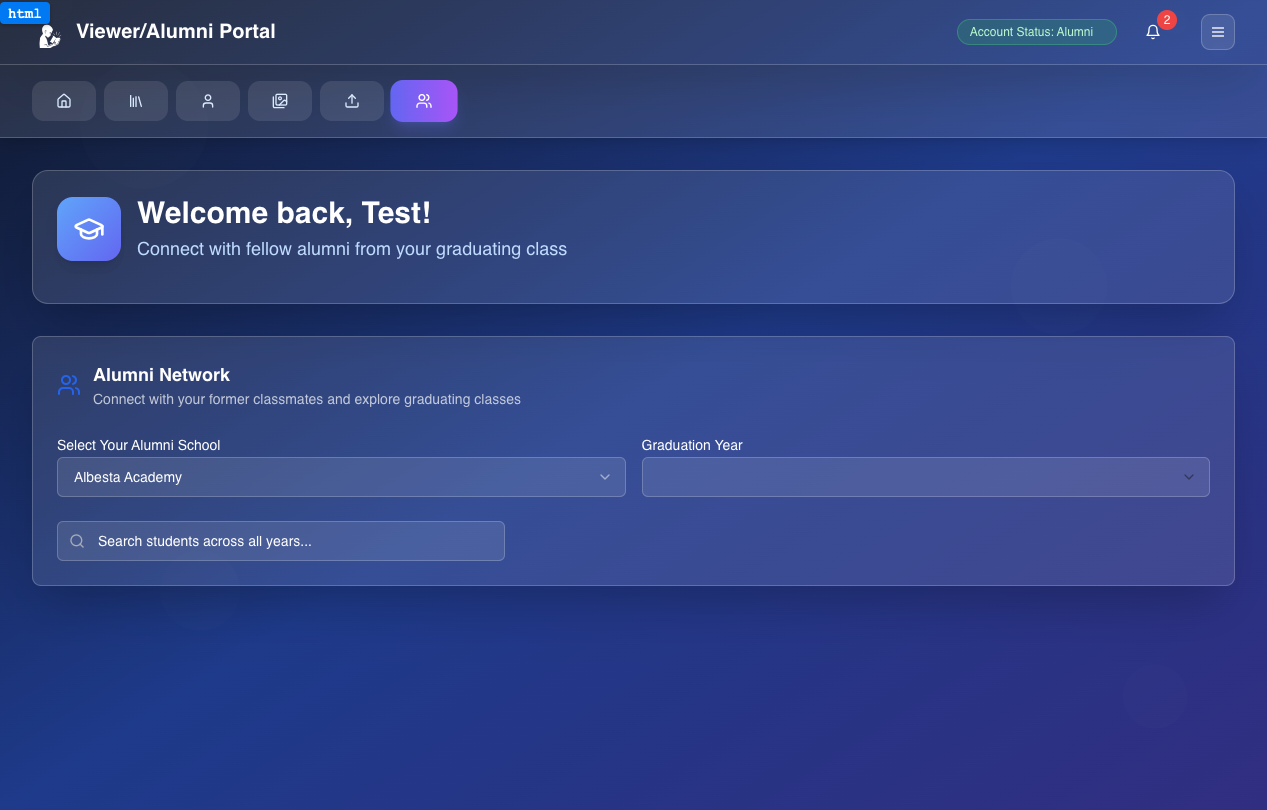 html
Viewer/Alumni Portal
Account Status: Alumni
2
Welcome back, Test!
Connect with fellow alumni from your graduating class
Alumni Network
Connect with your former classmates and explore graduating classes
Select Your Alumni School
Graduation Year
Albesta Academy
Search students across all years...